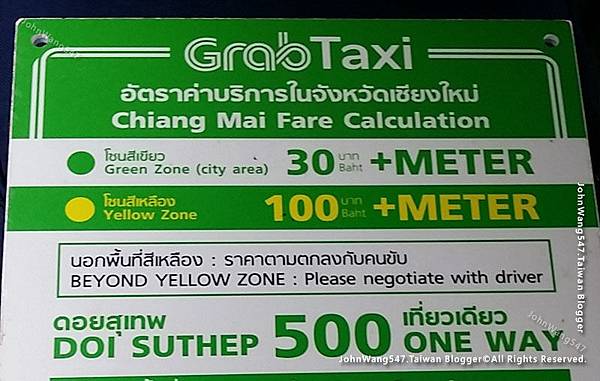 GrabTaxi
อัตราค่าบริการในจังหวัดเชียงใหม่
Chiang Mai Fare Calculation
โซนสีเขียว
Green Zone (city area)
30 บาท Baht +METER
โซนสีเหลือง
Yellow Zone
100 บาท Baht +METER
นอกพื้นที่สีเหลือง : ราคาตามตกลงกับคนขับ
BEYOND YELLOW ZONE : Please negotiate with driver
ดอยสุเทพ
DOI SUTHEP
500
เที่ยวเดียว
ONE WAY
JohnWang547.Taiwan Blogger©All Rights Reserved.
JohnWang547.Taiwan Blogger
JohnWang547
JohnWang547
JohnWang547